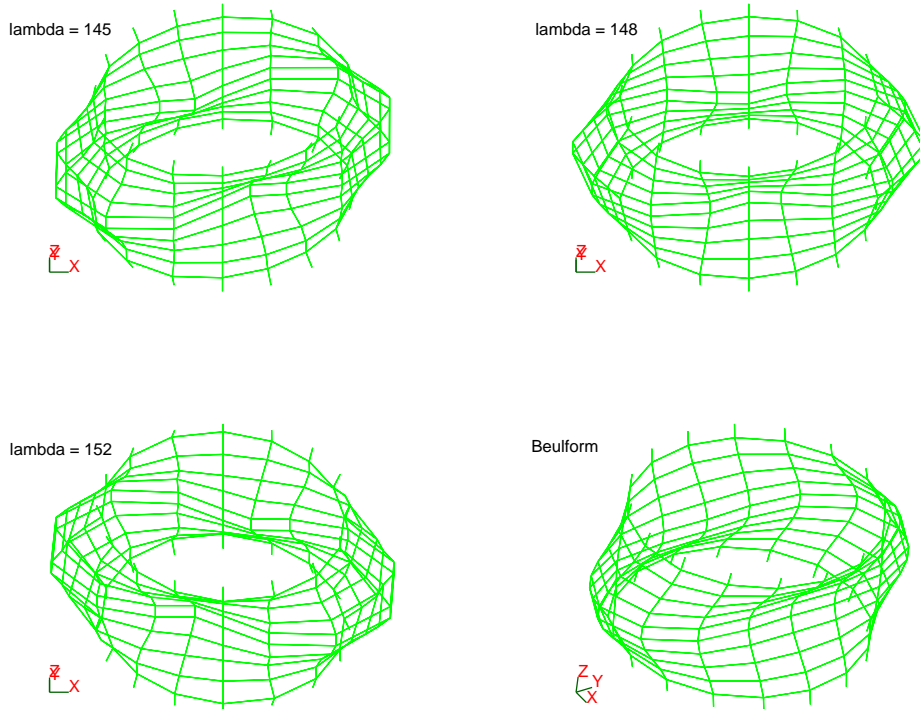 lambda = 145
lambda = 148
Z
Y
X
Z
Y
X
lambda = 152
Beulform
Z
Y
X
Z
Y
X